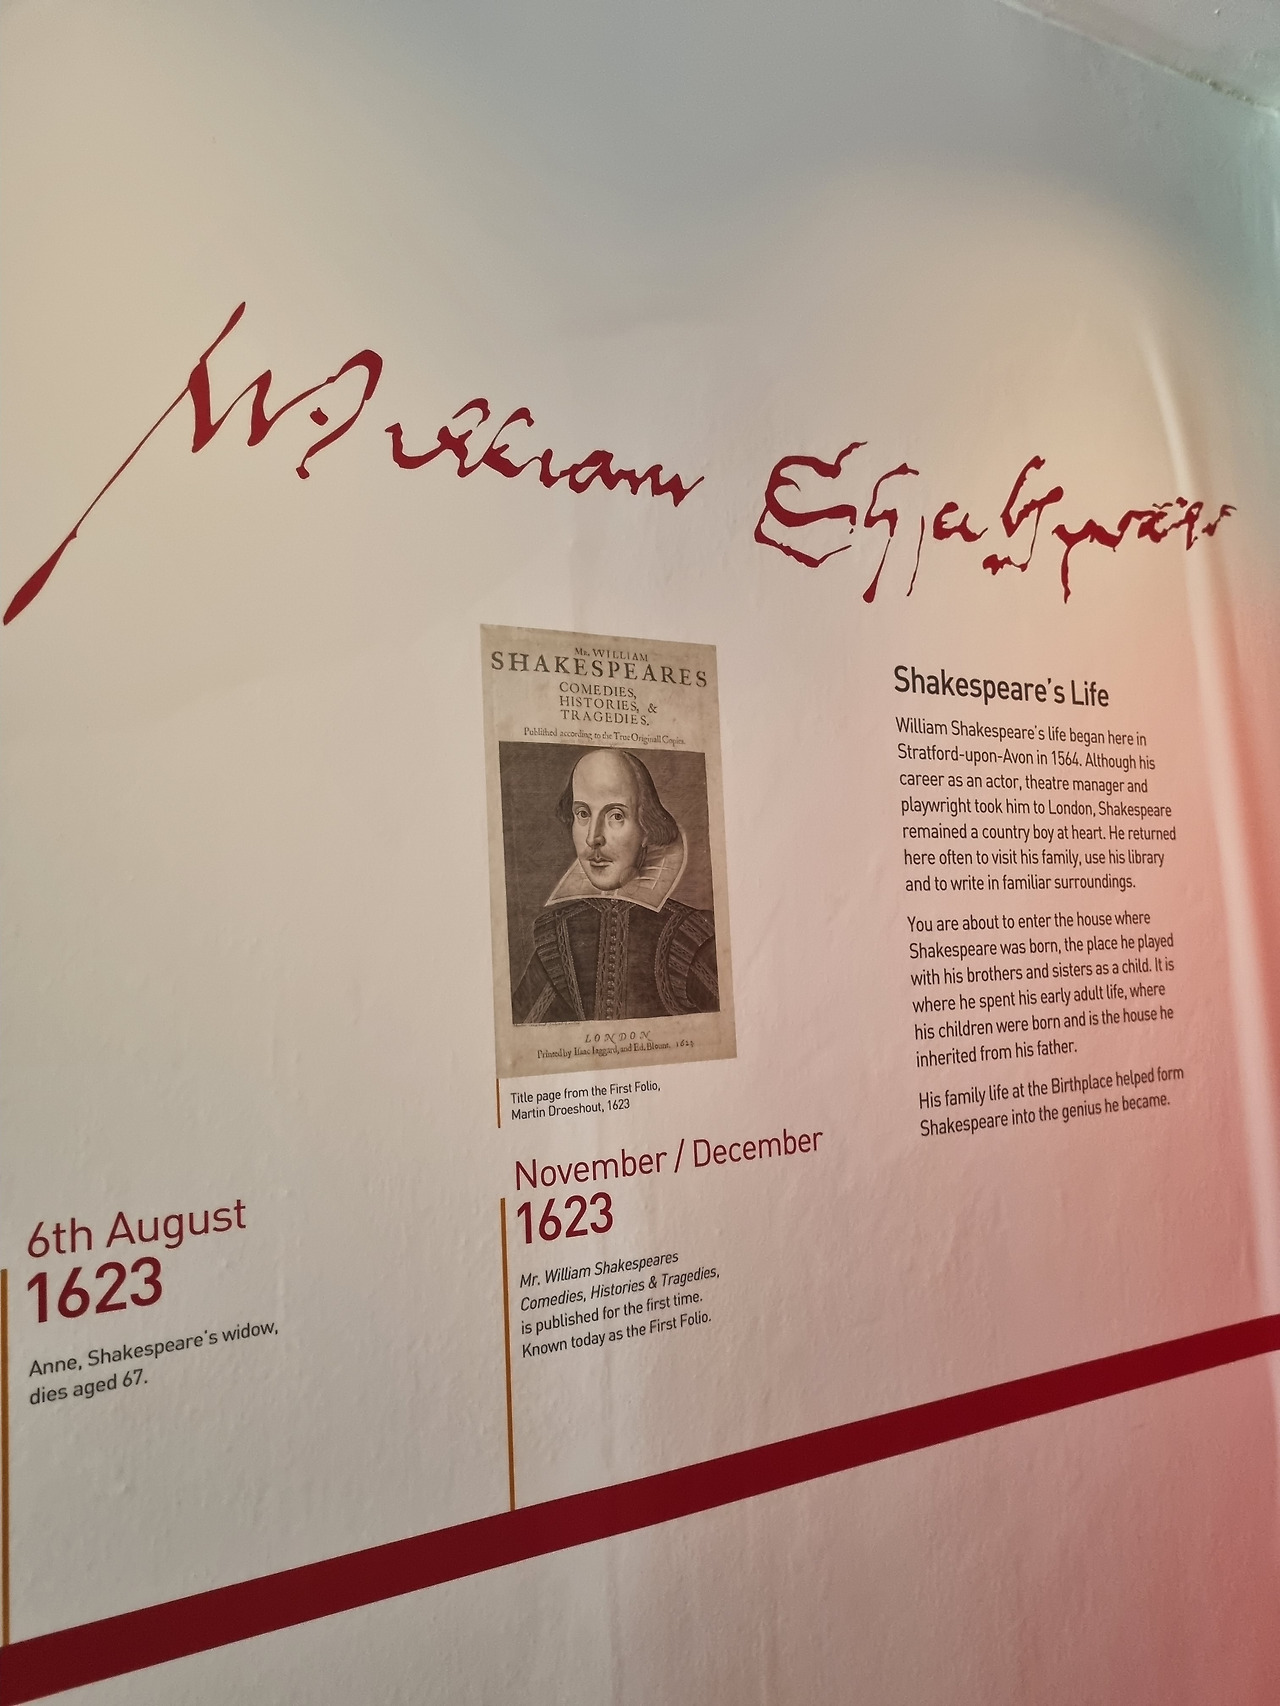 William Shakspear
Mr. WILLIAM
SHAKESPEARES
COMEDIES,
HISTORIES, &
TRAGEDIES.
Published according to the True Originall Copies.
LONDON
Printed by Isaac Iaggard, and Ed. Blount. 1623
Title page from the First Folio,
Martin Droeshout, 1623
6th August
1623
Anne, Shakespeare's widow,
dies aged 67.
November / December
1623
Mr. William Shakespeares
Comedies, Histories & Tragedies,
is published for the first time.
Known today as the First Folio.
Shakespeare's Life
William Shakespeare's life began here in
Stratford-upon-Avon in 1564. Although his
career as an actor, theatre manager and
playwright took him to London, Shakespeare
remained a country boy at heart. He returned
here often to visit his family, use his library
and to write in familiar surroundings.
You are about to enter the house where
Shakespeare was born, the place he played
with his brothers and sisters as a child. It is
where he spent his early adult life, where
his children were born and is the house he
inherited from his father.
His family life at the Birthplace helped form
Shakespeare into the genius he became.